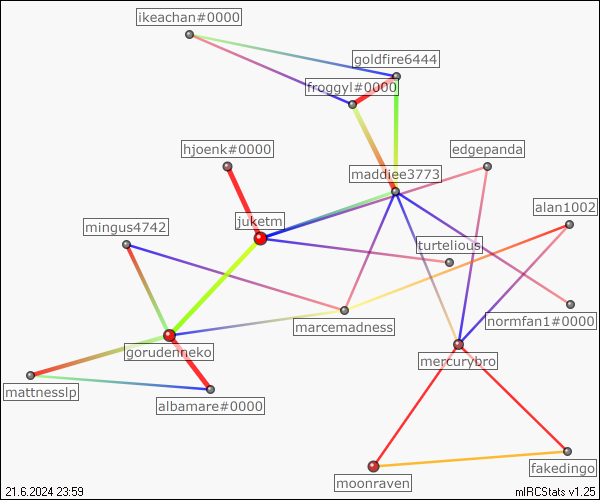 ikeachan#0000
goldfire6444
froggyl#0000
hjoenk#0000
edgepanda
maddiee3773
alan1002
juketm
mingus4742
turtelious
marcemadness
normfan1#0000
gorudenneko
mercurybro
mattnesslp
albamare#0000
fakedingo
moonraven
21.6.2024 23:59
mIRCStats v1.25